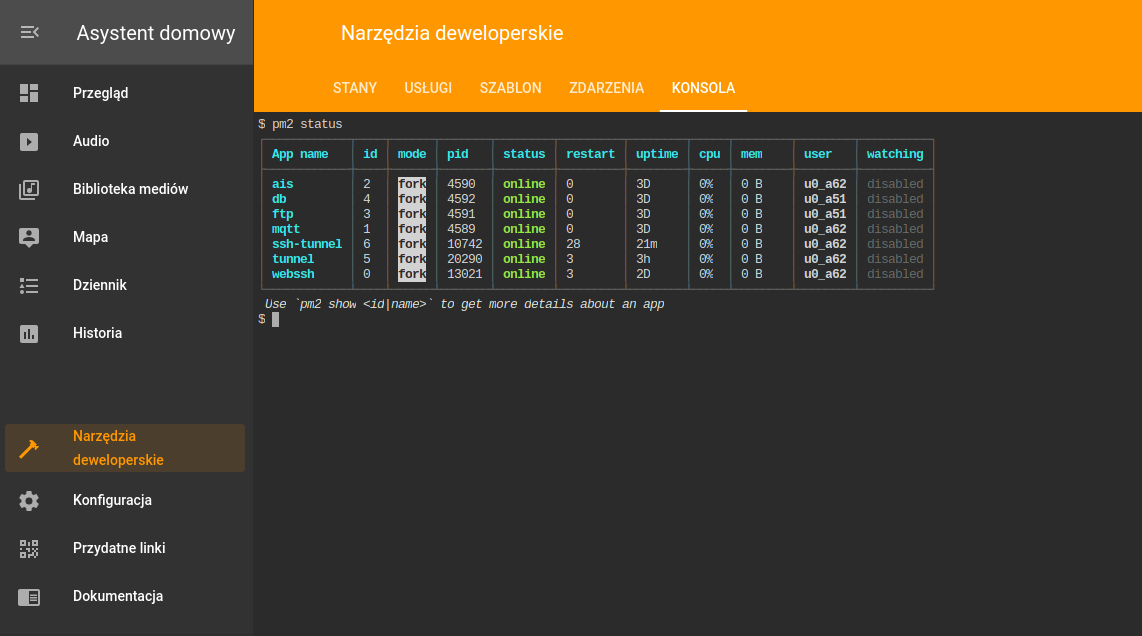 Asystent domowy
Przegląd
Audio
Biblioteka mediów
Mapa
Dziennik
Historia
Narzędzia
deweloperskie
Konfiguracja
Przydatne linki
Dokumentacja
Narzędzia deweloperskie
STANY USŁUGI SZABLON ZDARZENIA KONSOLA
$ pm2 status
App name id mode pid status restart uptime cpu mem user watching
ais 2 fork 4590 online 0 3D 0% 0 B u0_a62 disabled
db 4 fork 4592 online 0 3D 0% 0 B u0_a51 disabled
ftp 3 fork 4591 online 0 3D 0% 0 B u0_a51 disabled
mqtt 1 fork 4589 online 0 3D 0% 0 B u0_a62 disabled
ssh-tunnel 6 fork 10742 online 28 21m 0% 0 B u0_a62 disabled
tunnel 5 fork 20290 online 3 3h 0% 0 B u0_a62 disabled
webssh 0 fork 13021 online 3 2D 0% 0 B u0_a62 disabled
Use `pm2 show <id|name>` to get more details about an app
$